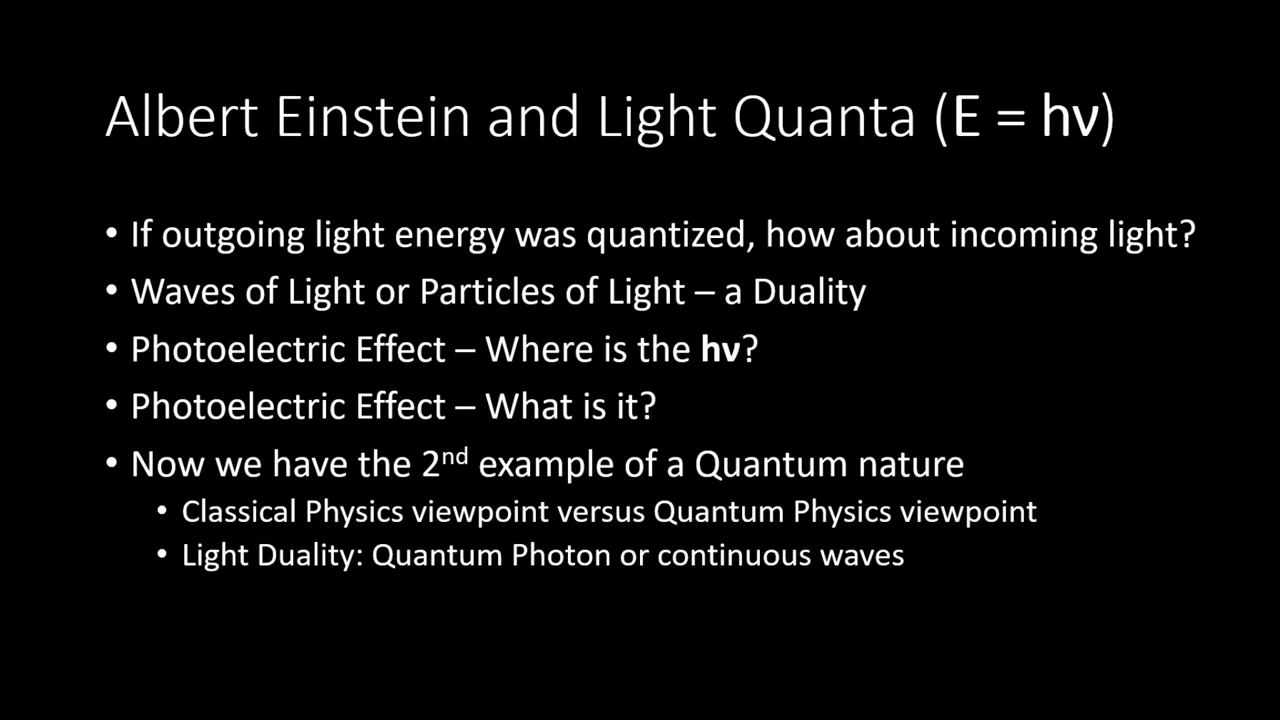 Albert Einstein and Light Quanta (E = hν)
• If outgoing light energy was quantized, how about incoming light?
• Waves of Light or Particles of Light – a Duality
• Photoelectric Effect – Where is the hν?
• Photoelectric Effect – What is it?
• Now we have the 2nd example of a Quantum nature
• Classical Physics viewpoint versus Quantum Physics viewpoint
• Light Duality: Quantum Photon or continuous waves